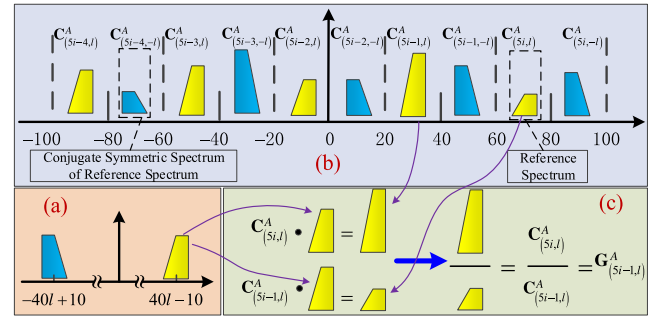 C^A_(5i-4,l) C^A_(5i-4,-l) C^A_(5i-3,l) C^A_(5i-3,-l) C^A_(5i-2,l) C^A_(5i-2,-l) C^A_(5i-1,l) C^A_(5i-1,-l) C^A_(5i,l) C^A_(5i,-l)
−100 −80 −60 −40 −20 0 20 40 60 80 100
Conjugate Symmetric Spectrum
of Reference Spectrum
(b)
Reference
Spectrum
(a)
−40l+10 40l−10
(c)
C^A_(5i,l) • =
C^A_(5i-1,l) • =
= C^A_(5i,l) / C^A_(5i-1,l) = G^A_(5i-1,l)